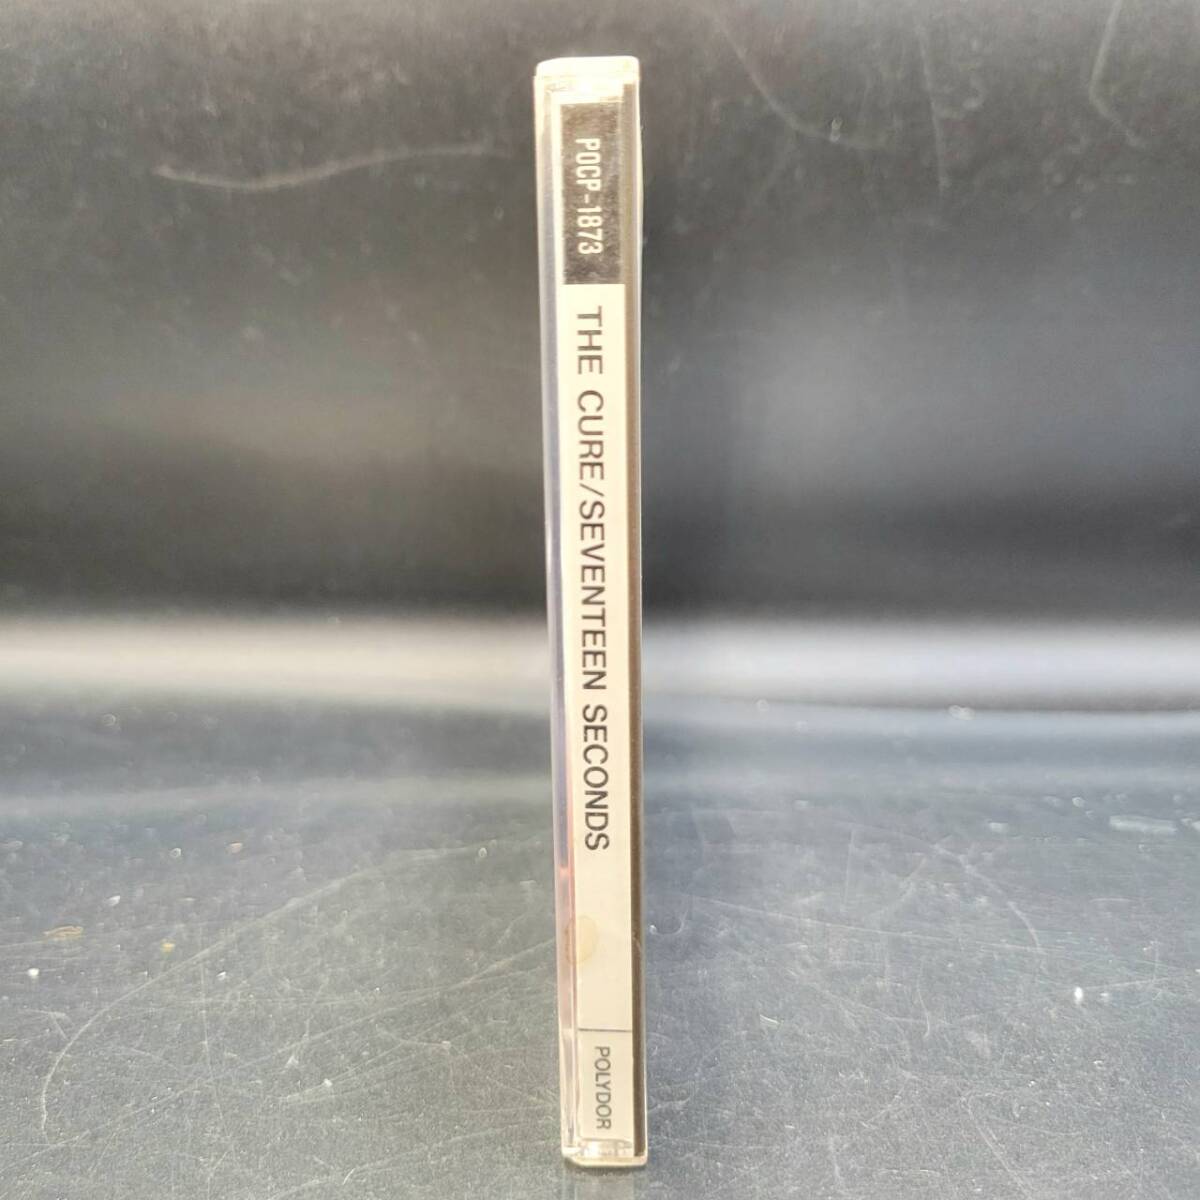 POCP-1873
THE CURE/SEVENTEEN SECONDS
POLYDOR